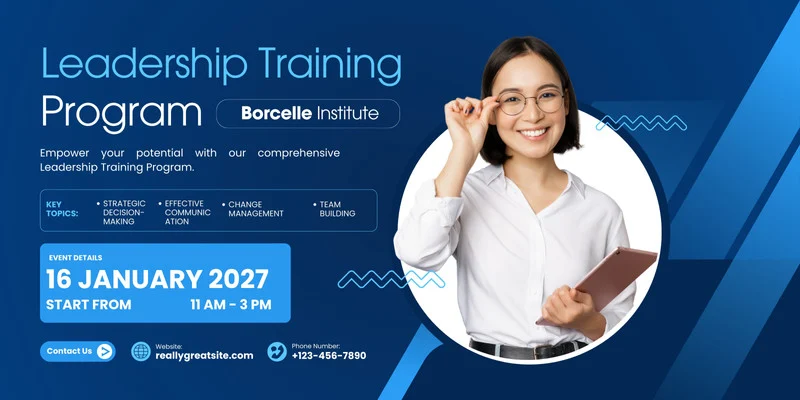 Leadership Training
Program
Borcelle Institute
Empower your potential with our comprehensive
Leadership Training Program.
KEY
TOPICS:
• STRATEGIC
DECISION-
MAKING
• EFFECTIVE
COMMUNIC
ATION
• CHANGE
MANAGEMENT
• TEAM
BUILDING
EVENT DETAILS
16 JANUARY 2027
START FROM 11 AM - 3 PM
Contact Us
Website:
reallygreatsite.com
Phone Number:
+123-456-7890